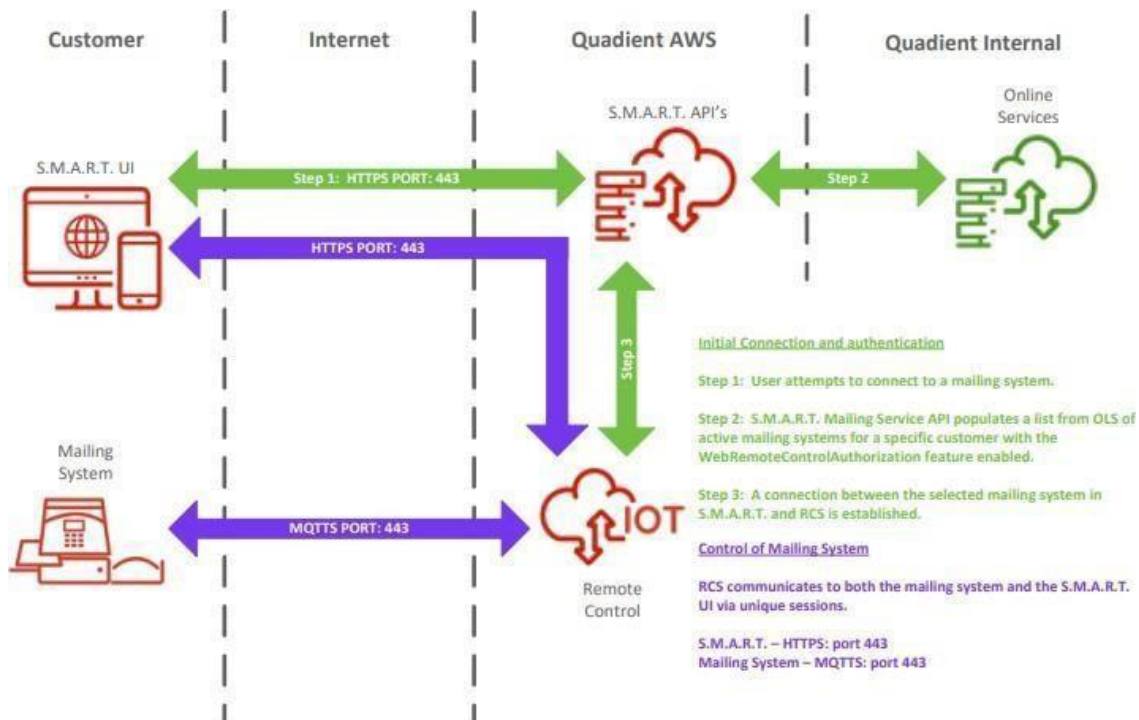 Customer
Internet
Quadient AWS
Quadient Internal
S.M.A.R.T. API's
Online
Services
S.M.A.R.T. UI
Step 1:  HTTPS PORT: 443
Step 2
HTTPS PORT: 443
Step 3
Initial Connection and authentication
Step 1:  User attempts to connect to a mailing system.
Step 2:  S.M.A.R.T. Mailing Service API populates a list from OLS of
active mailing systems for a specific customer with the
WebRemoteControlAuthorization feature enabled.
Step 3:  A connection between the selected mailing system in
S.M.A.R.T. and RCS is established.
Mailing
System
MQTTS PORT: 443
IOT
Remote
Control
Control of Mailing System
RCS communicates to both the mailing system and the S.M.A.R.T.
UI via unique sessions.
S.M.A.R.T. – HTTPS: port 443
Mailing System – MQTTS: port 443